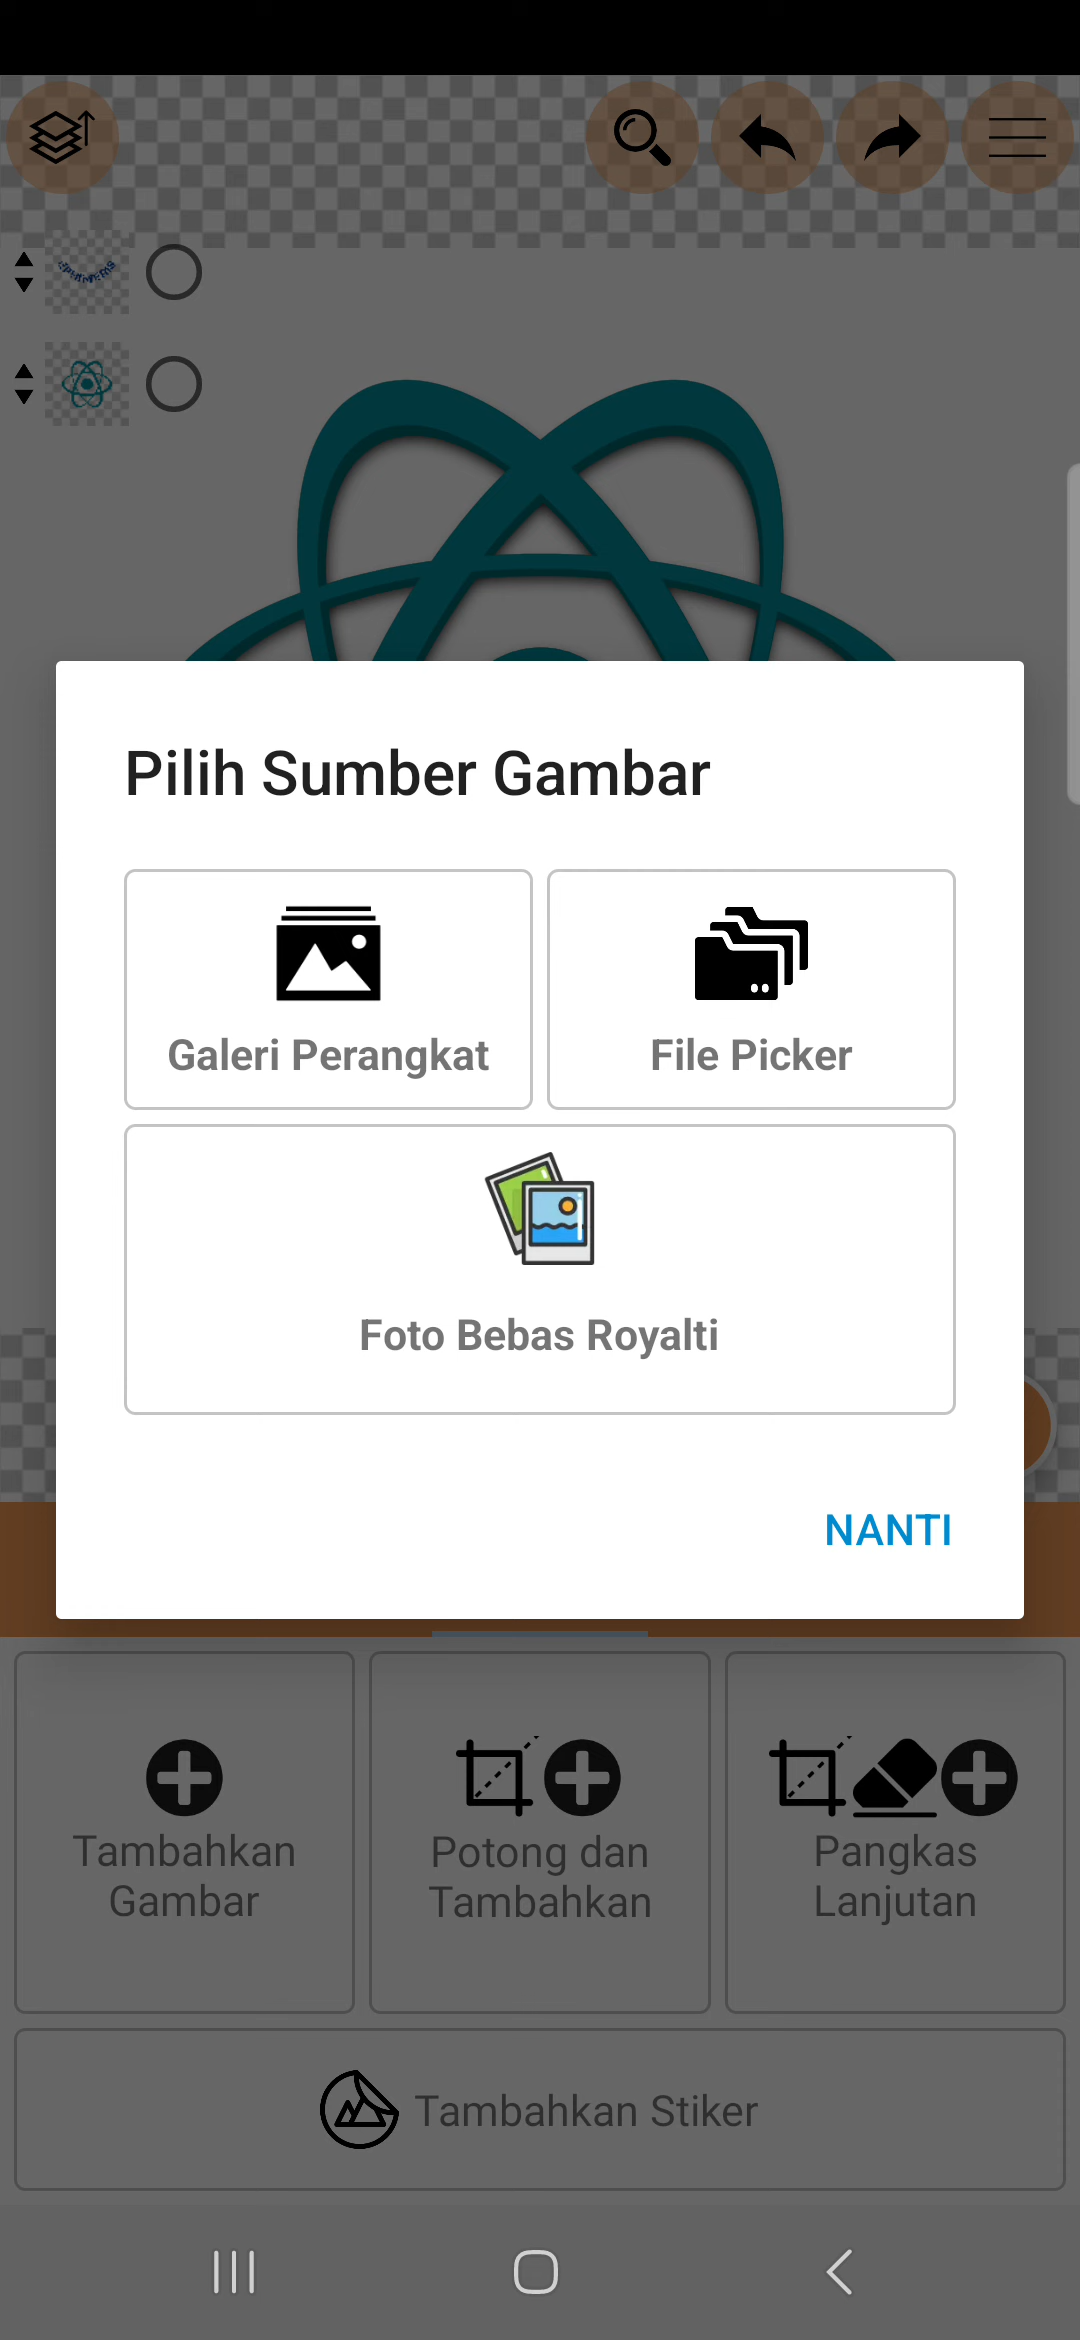 Pilih Sumber Gambar
Galeri Perangkat
File Picker
Foto Bebas Royalti
NANTI
Tambahkan
Gambar
Potong dan
Tambahkan
Pangkas
Lanjutan
Tambahkan Stiker